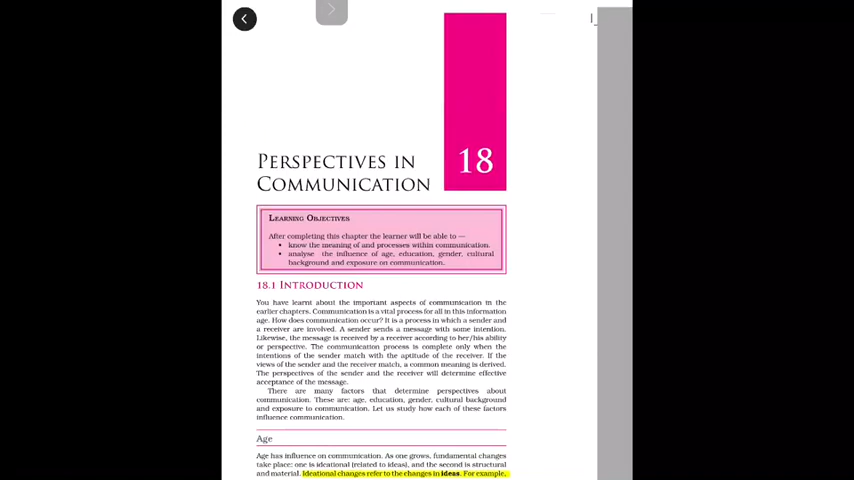 18
PERSPECTIVES IN
COMMUNICATION
LEARNING OBJECTIVES
After completing this chapter the learner will be able to —
• know the meaning of and processes within communication.
• analyse the influence of age, education, gender, cultural
background and exposure on communication.
18.1 INTRODUCTION
You have learnt about the important aspects of communication in the
earlier chapters. Communication is a vital process for all in this information
age. How does communication occur? It is a process in which a sender and
a receiver are involved. A sender sends a message with some intention.
Likewise, the message is received by a receiver according to her/his ability
or perspective. The communication process is complete only when the
intentions of the sender match with the aptitude of the receiver. If the
views of the sender and the receiver match, a common meaning is derived.
The perspectives of the sender and the receiver will determine effective
acceptance of the message.
There are many factors that determine perspectives about
communication. These are: age, education, gender, cultural background
and exposure to communication. Let us study how each of these factors
influence communication.
Age
Age has influence on communication. As one grows, fundamental changes
take place: one is ideational (related to ideas), and the second is structural
and material. Ideational changes refer to the changes in ideas. For example,